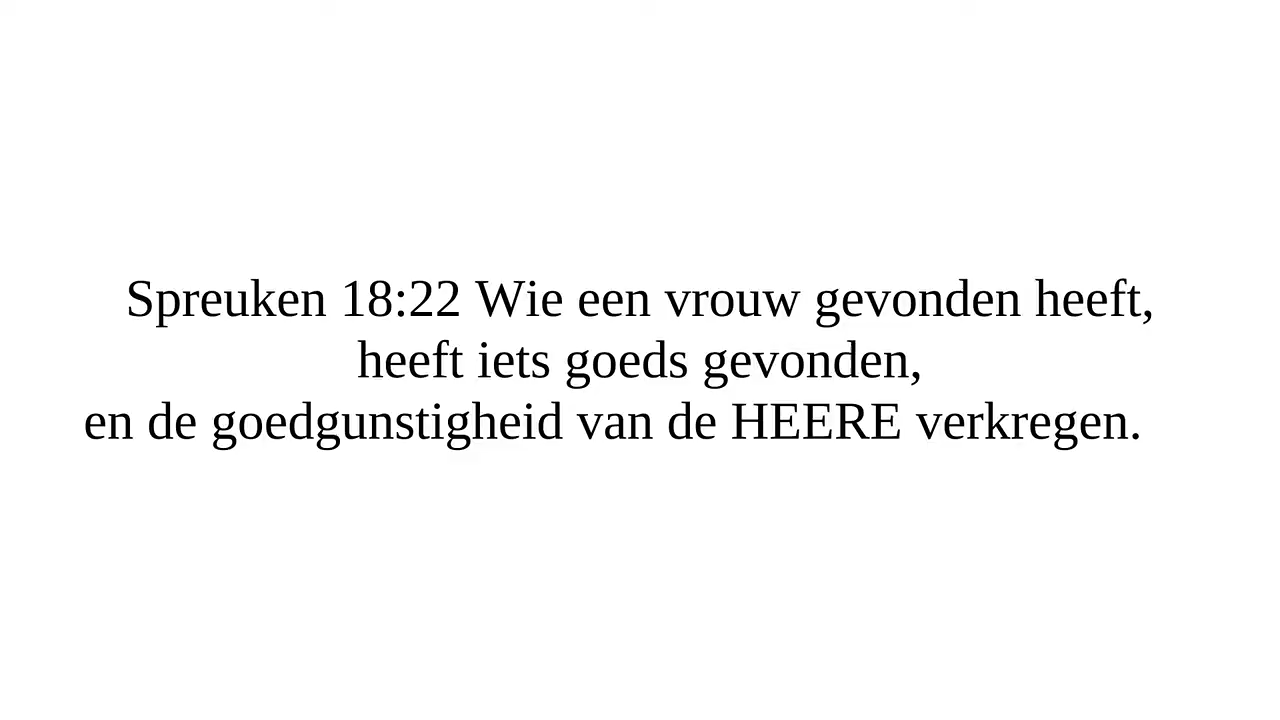 Spreuken 18:22 Wie een vrouw gevonden heeft,
heeft iets goeds gevonden,
en de goedgunstigheid van de HEERE verkregen.